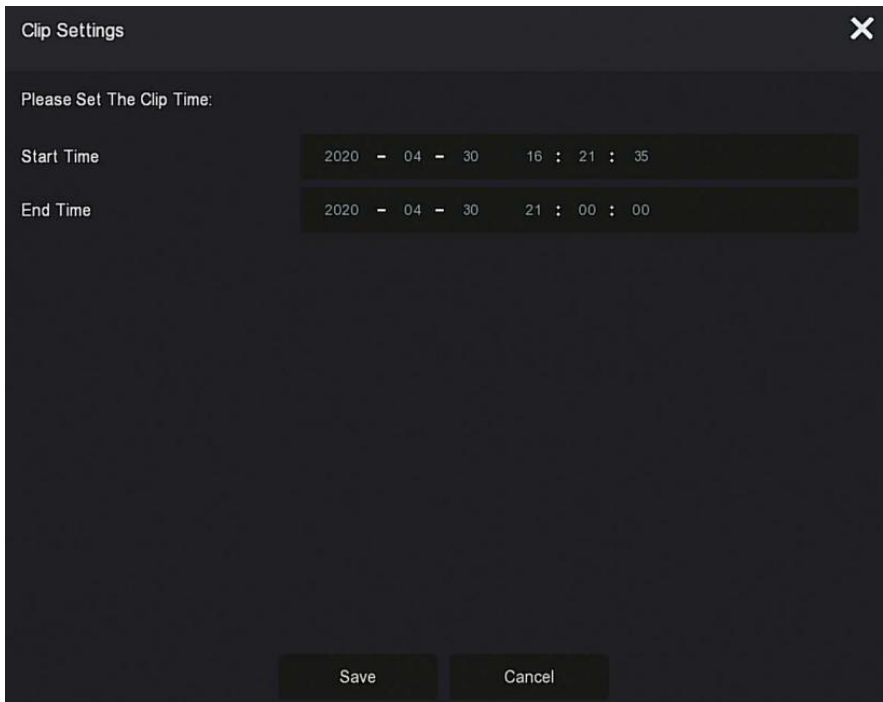 Clip Settings
Please Set The Clip Time:
Start Time 2020 - 04 - 30 16 : 21 : 35
End Time 2020 - 04 - 30 21 : 00 : 00
Save Cancel